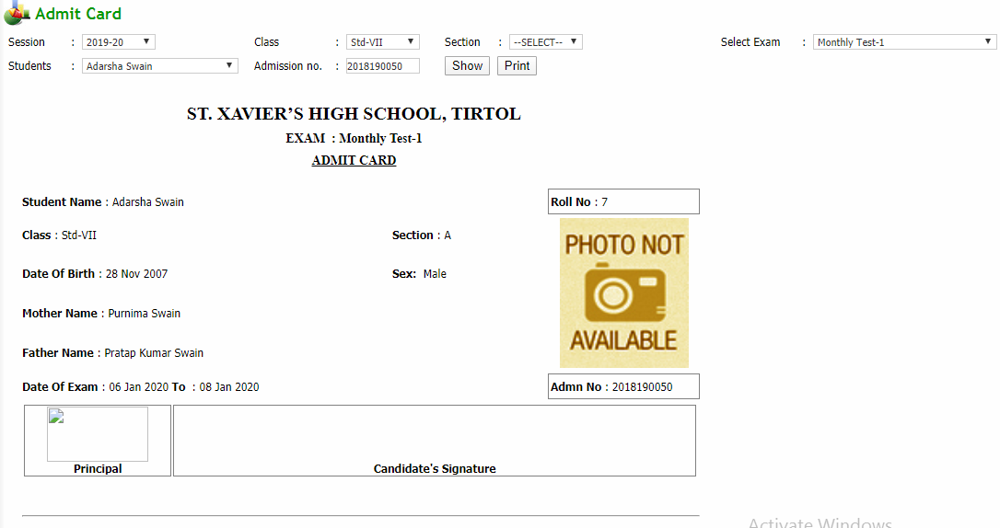 Admit Card
Session : 2019-20 Class : Std-VII Section : --SELECT-- Select Exam : Monthly Test-1
Students : Adarsha Swain Admission no. : 2018190050 Show Print
ST. XAVIER’S HIGH SCHOOL, TIRTOL
EXAM : Monthly Test-1
ADMIT CARD
Student Name : Adarsha Swain Roll No : 7
Class : Std-VII Section : A
PHOTO NOT
Date Of Birth : 28 Nov 2007 Sex: Male
Mother Name : Purnima Swain
AVAILABLE
Father Name : Pratap Kumar Swain
Date Of Exam : 06 Jan 2020 To : 08 Jan 2020 Admn No : 2018190050
Principal Candidate's Signature
Activate Windows